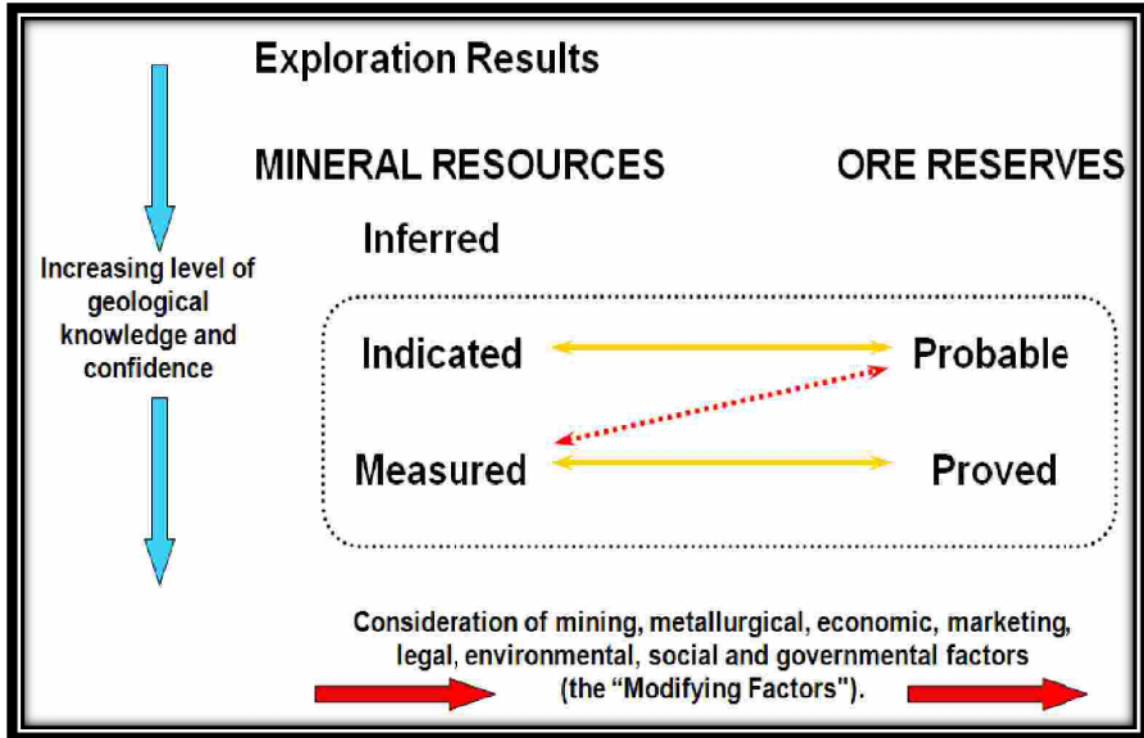 Exploration Results
MINERAL RESOURCES
ORE RESERVES
Inferred
Increasing level of
geological
knowledge and
confidence
Indicated
Probable
Measured
Proved
Consideration of mining, metallurgical, economic, marketing,
legal, environmental, social and governmental factors
(the “Modifying Factors").